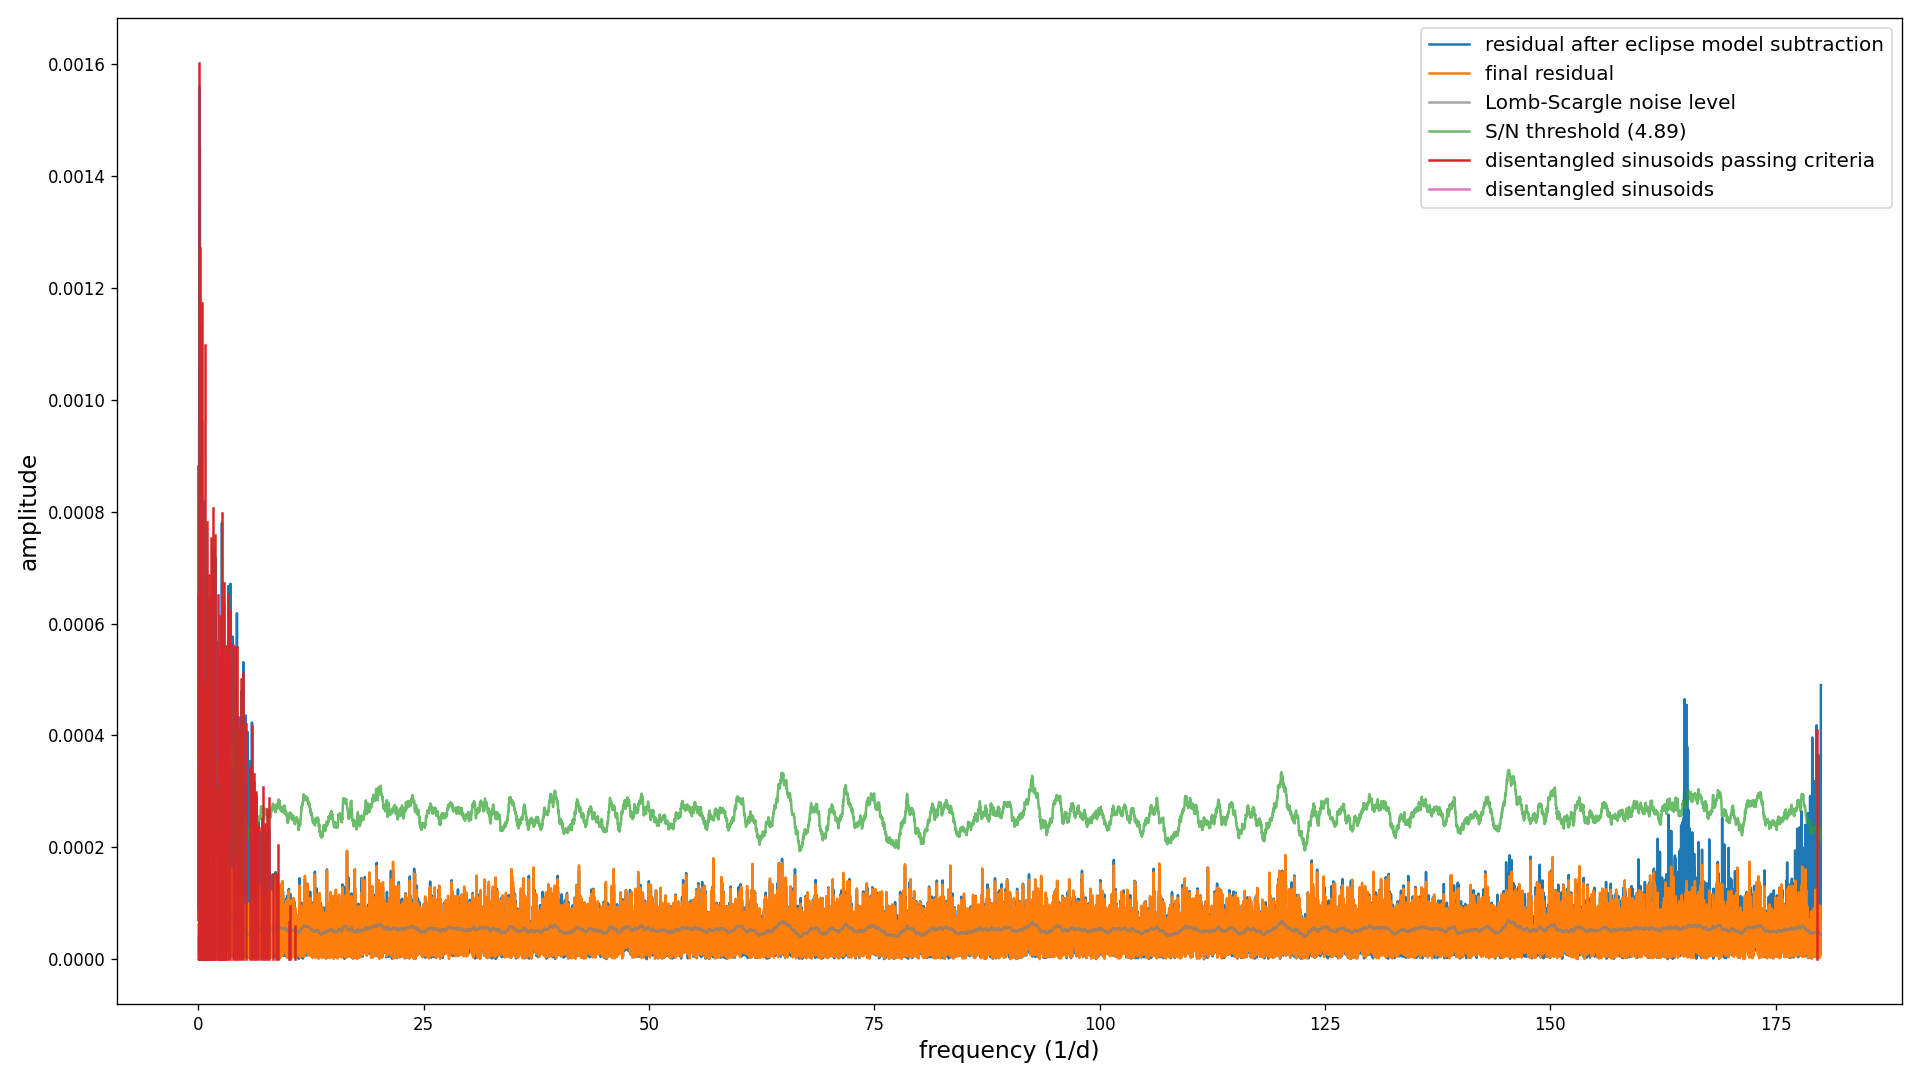 residual after eclipse model subtraction
final residual
Lomb-Scargle noise level
S/N threshold (4.89)
disentangled sinusoids passing criteria
disentangled sinusoids
0.0016
0.0014
0.0012
0.0010
0.0008
0.0006
0.0004
0.0002
0.0000
amplitude
0 25 50 75 100 125 150 175
frequency (1/d)